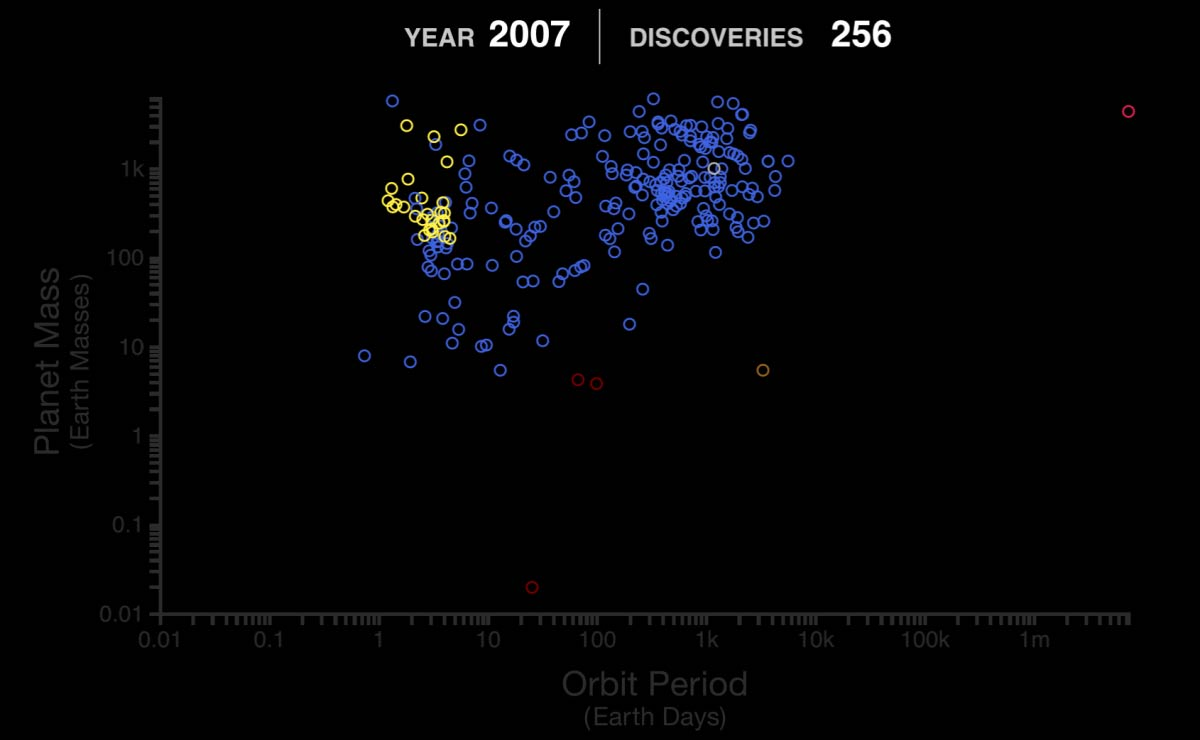 YEAR 2007 DISCOVERIES 256
1k
100
10
1
0.1
0.01
Planet Mass
(Earth Masses)
0.01 0.1 1 10 100 1k 10k 100k 1m
Orbit Period
(Earth Days)